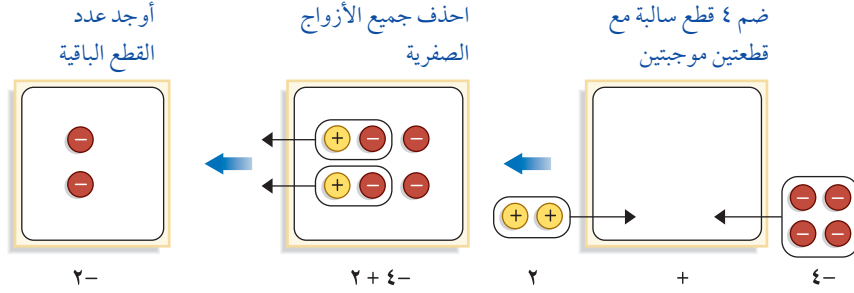 ضم ٤ قطع سالبة مع
قطعتين موجبتين
احذف جميع الأزواج
الصفرية
أوجد عدد
القطع الباقية
−٤ + ٢
−٤ + ٢
−٢